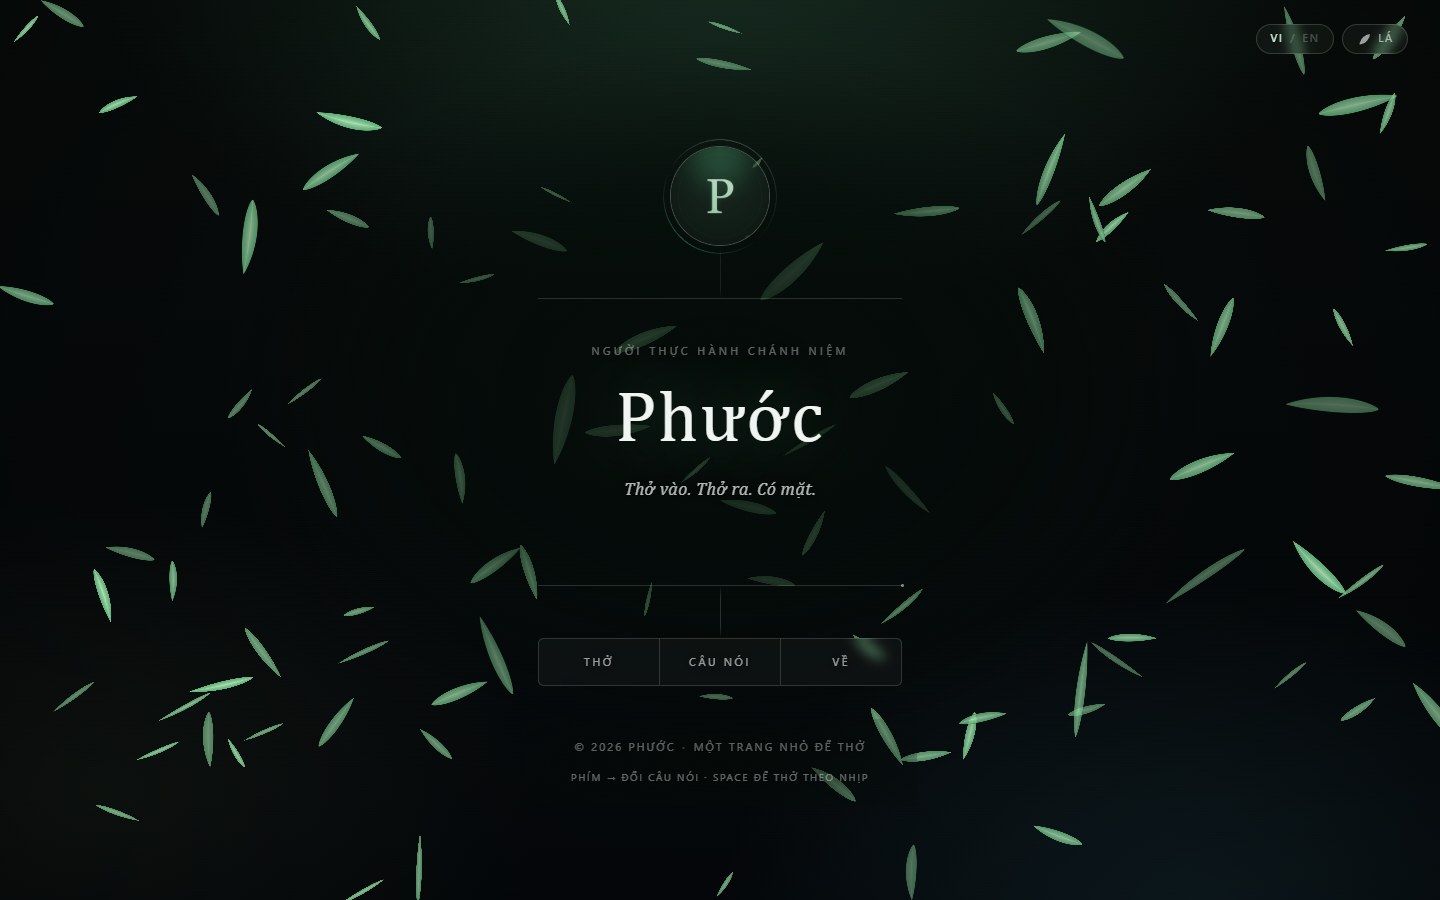 VI / EN
LÁ
P
NGƯỜI THỰC HÀNH CHÁNH NIỆM
Phước
Thở vào. Thở ra. Có mặt.
THỞ
CÂU NÓI
VỀ
© 2026 PHƯỚC · MỘT TRANG NHỎ ĐỂ THỞ
PHÍM → ĐỔI CÂU NÓI · SPACE ĐỂ THỞ THEO NHỊP